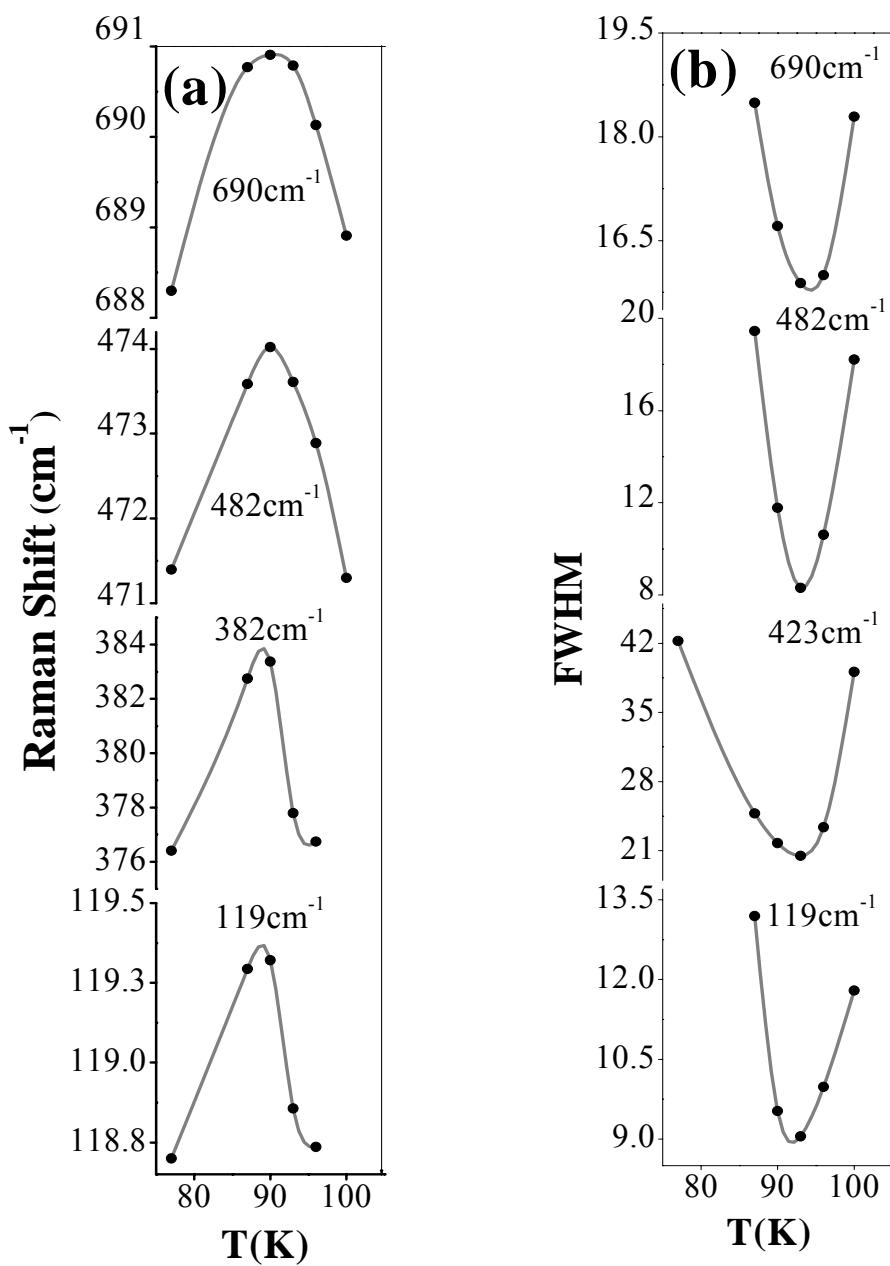 (a)
Raman Shift (cm⁻¹)
691
690
689
688
690cm⁻¹
474
473
472
471
482cm⁻¹
384
382
380
378
376
382cm⁻¹
119.5
119.3
119.0
118.8
119cm⁻¹
80 90 100
T(K)
(b)
FWHM
19.5
18.0
16.5
690cm⁻¹
20
16
12
8
482cm⁻¹
42
35
28
21
423cm⁻¹
13.5
12.0
10.5
9.0
119cm⁻¹
80 90 100
T(K)